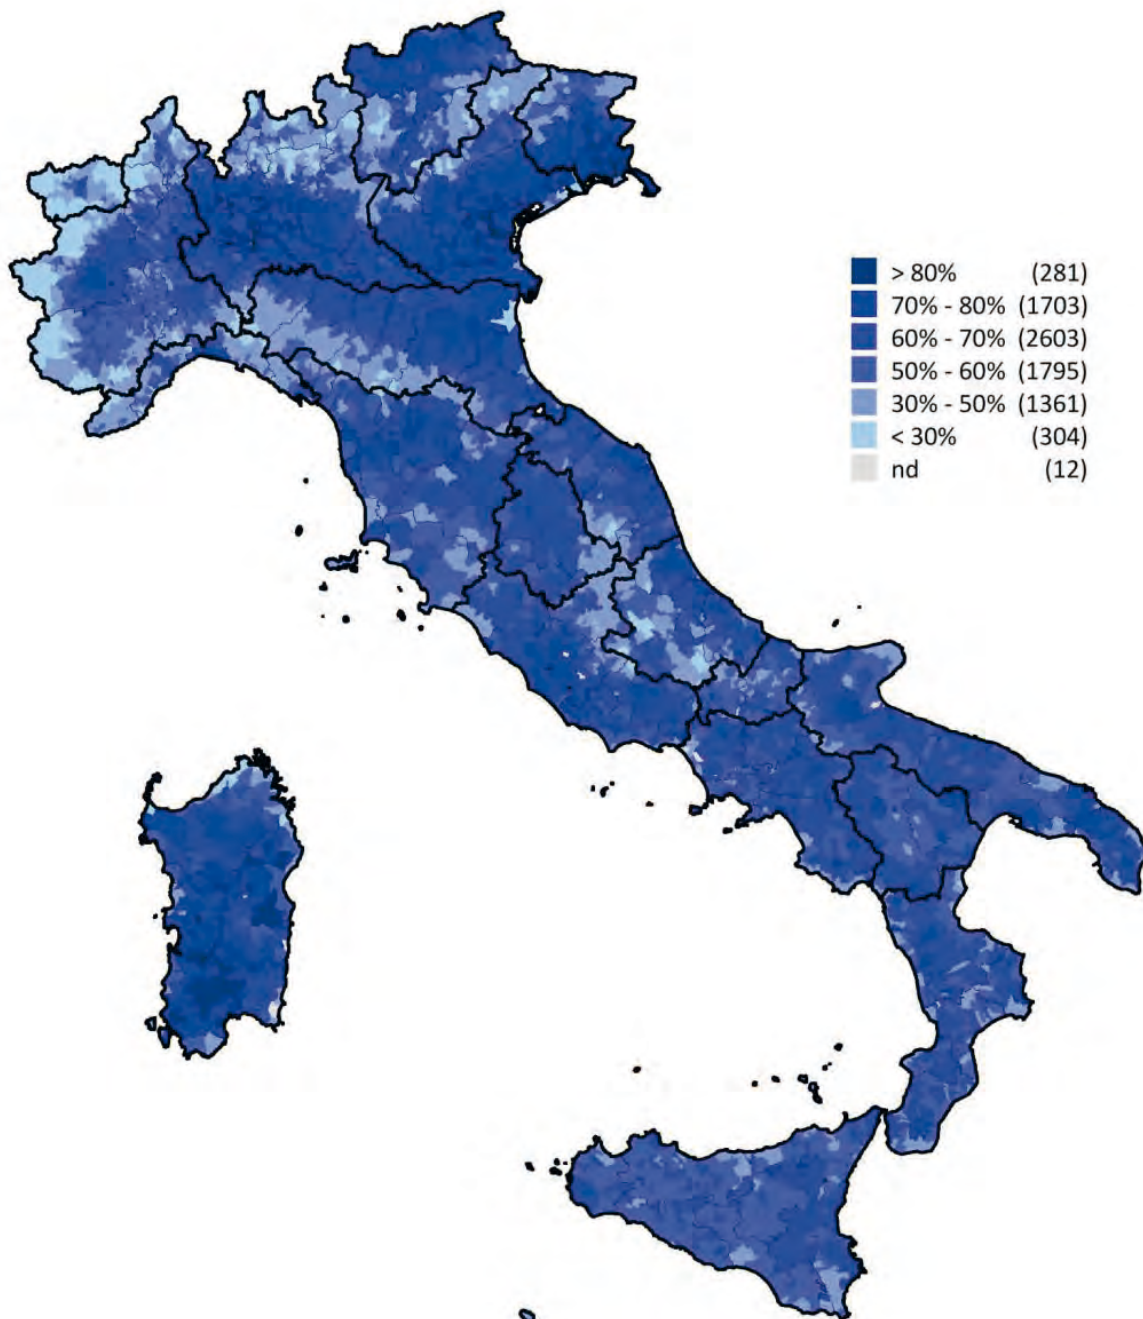 > 80% (281)
70% - 80% (1703)
60% - 70% (2603)
50% - 60% (1795)
30% - 50% (1361)
< 30% (304)
nd (12)